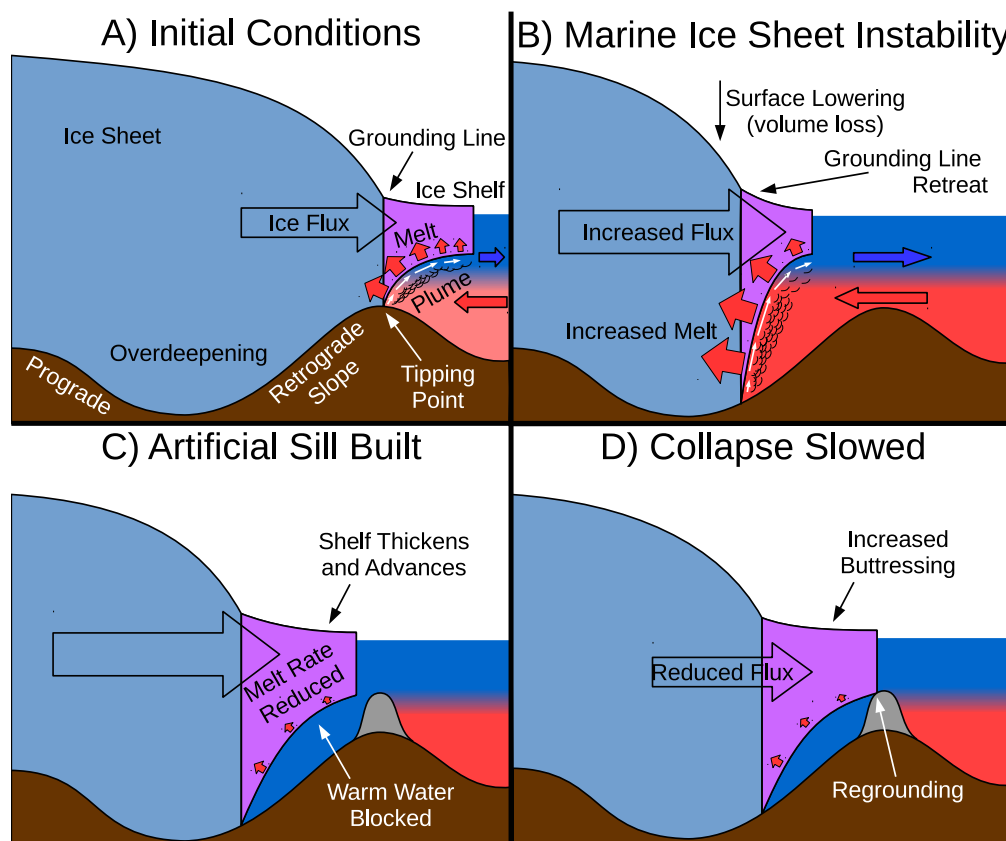 A) Initial Conditions
Ice Sheet
Grounding Line
Ice Shelf
Ice Flux
Melt
Plume
Overdeepening
Prograde
Retrograde
Slope
Tipping
Point
B) Marine Ice Sheet Instability
Surface Lowering
(volume loss)
Grounding Line
Retreat
Increased Flux
Increased Melt
C) Artificial Sill Built
Shelf Thickens
and Advances
Melt Rate
Reduced
Warm Water
Blocked
D) Collapse Slowed
Increased
Buttressing
Reduced Flux
Regrounding